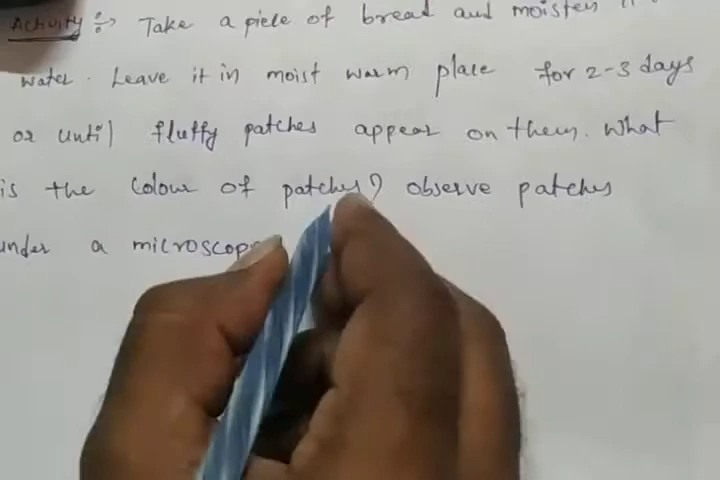 Activity :-> Take a piece of bread and moisten
water. Leave it in moist warm place for 2-3 days
or until fluffy patches appear on them. What
is the colour of patches? observe patches
under a microscope